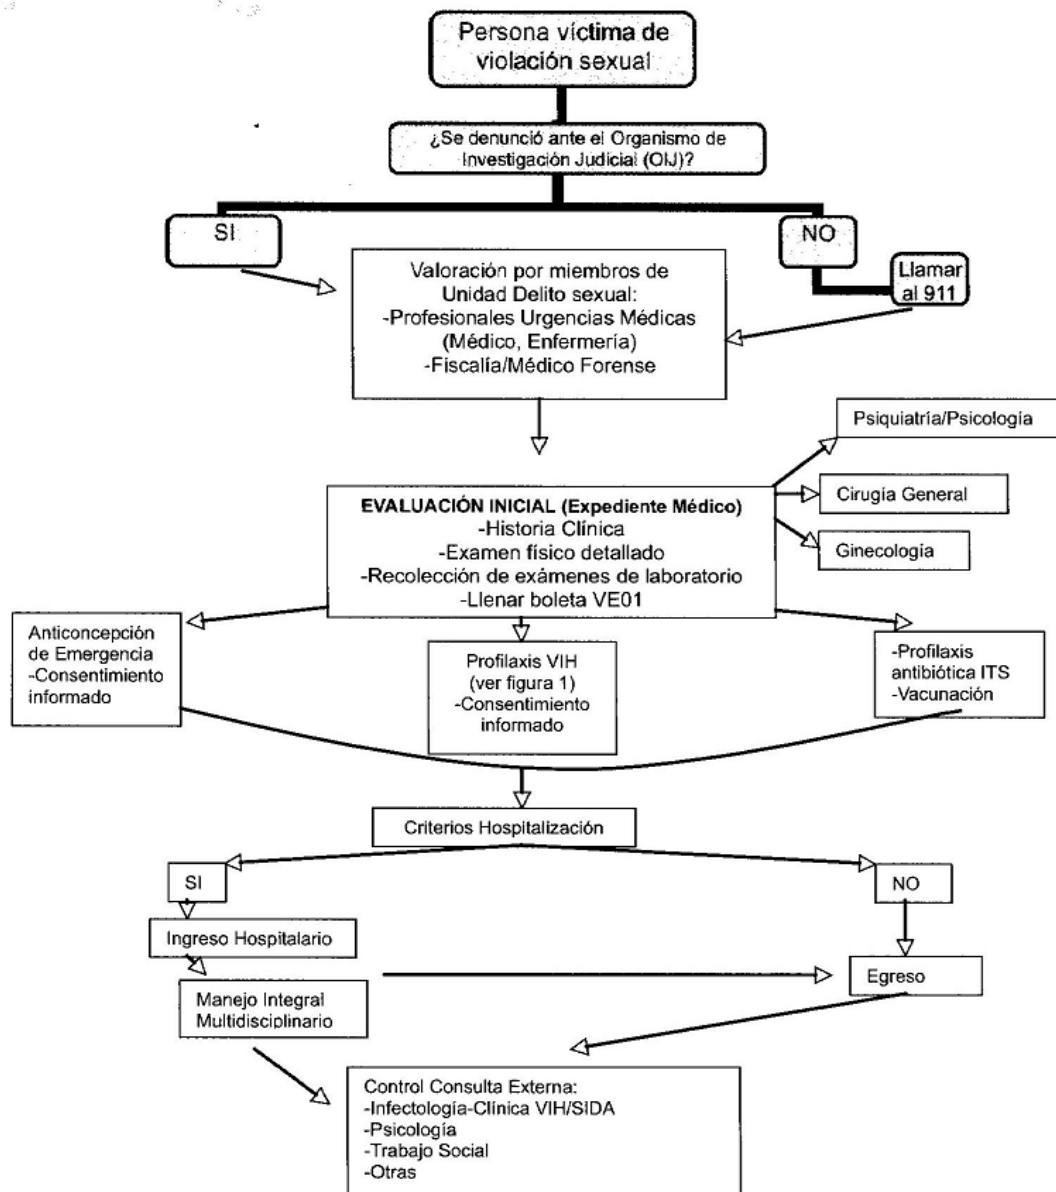 Persona víctima de
violación sexual
¿Se denunció ante el Organismo de
Investigación Judicial (OIJ)?
SI
NO
Llamar
al 911
Valoración por miembros de
Unidad Delito sexual:
-Profesionales Urgencias Médicas
(Médico, Enfermería)
-Fiscalía/Médico Forense
Psiquiatría/Psicología
Cirugía General
Ginecología
EVALUACIÓN INICIAL (Expediente Médico)
-Historia Clínica
-Examen físico detallado
-Recolección de exámenes de laboratorio
-Llenar boleta VE01
Anticoncepción
de Emergencia
-Consentimiento
informado
Profilaxis VIH
(ver figura 1)
-Consentimiento
informado
-Profilaxis
antibiótica ITS
-Vacunación
Criterios Hospitalización
SI
NO
Ingreso Hospitalario
Egreso
Manejo Integral
Multidisciplinario
Control Consulta Externa:
-Infectología-Clínica VIH/SIDA
-Psicología
-Trabajo Social
-Otras